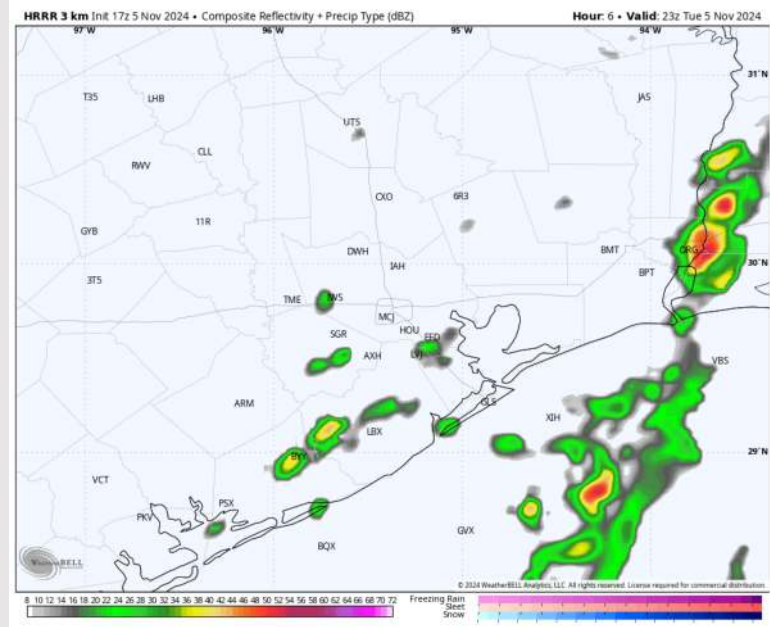 HRRR 3 km Init 17z 5 Nov 2024 • Composite Reflectivity + Precip Type (dBZ)
Hour: 6 • Valid: 23z Tue 5 Nov 2024
97°W 96°W 95°W 94°W
31°N
T35 LHB JAS
UTS
CLL
RWV
CXO 6R3
11R
GYB
DWH BMT ORG
30°N
IAH
BPT
3T5
TME IWS
MCJ
SGR HOU EFD
AXH LVJ
VBS
ARM GLS
XIH
LBX
29°N
BYY
VCT
PSX
PKV
GVX
BQX
WeatherBELL
© 2024 WeatherBELL Analytics, LLC. All rights reserved. License required for commercial distribution.
8 10 12 14 16 18 20 22 24 26 28 30 32 34 36 38 40 42 44 46 48 50 52 54 56 58 60 62 64 66 68 70 72
Freezing Rain
Sleet
Snow